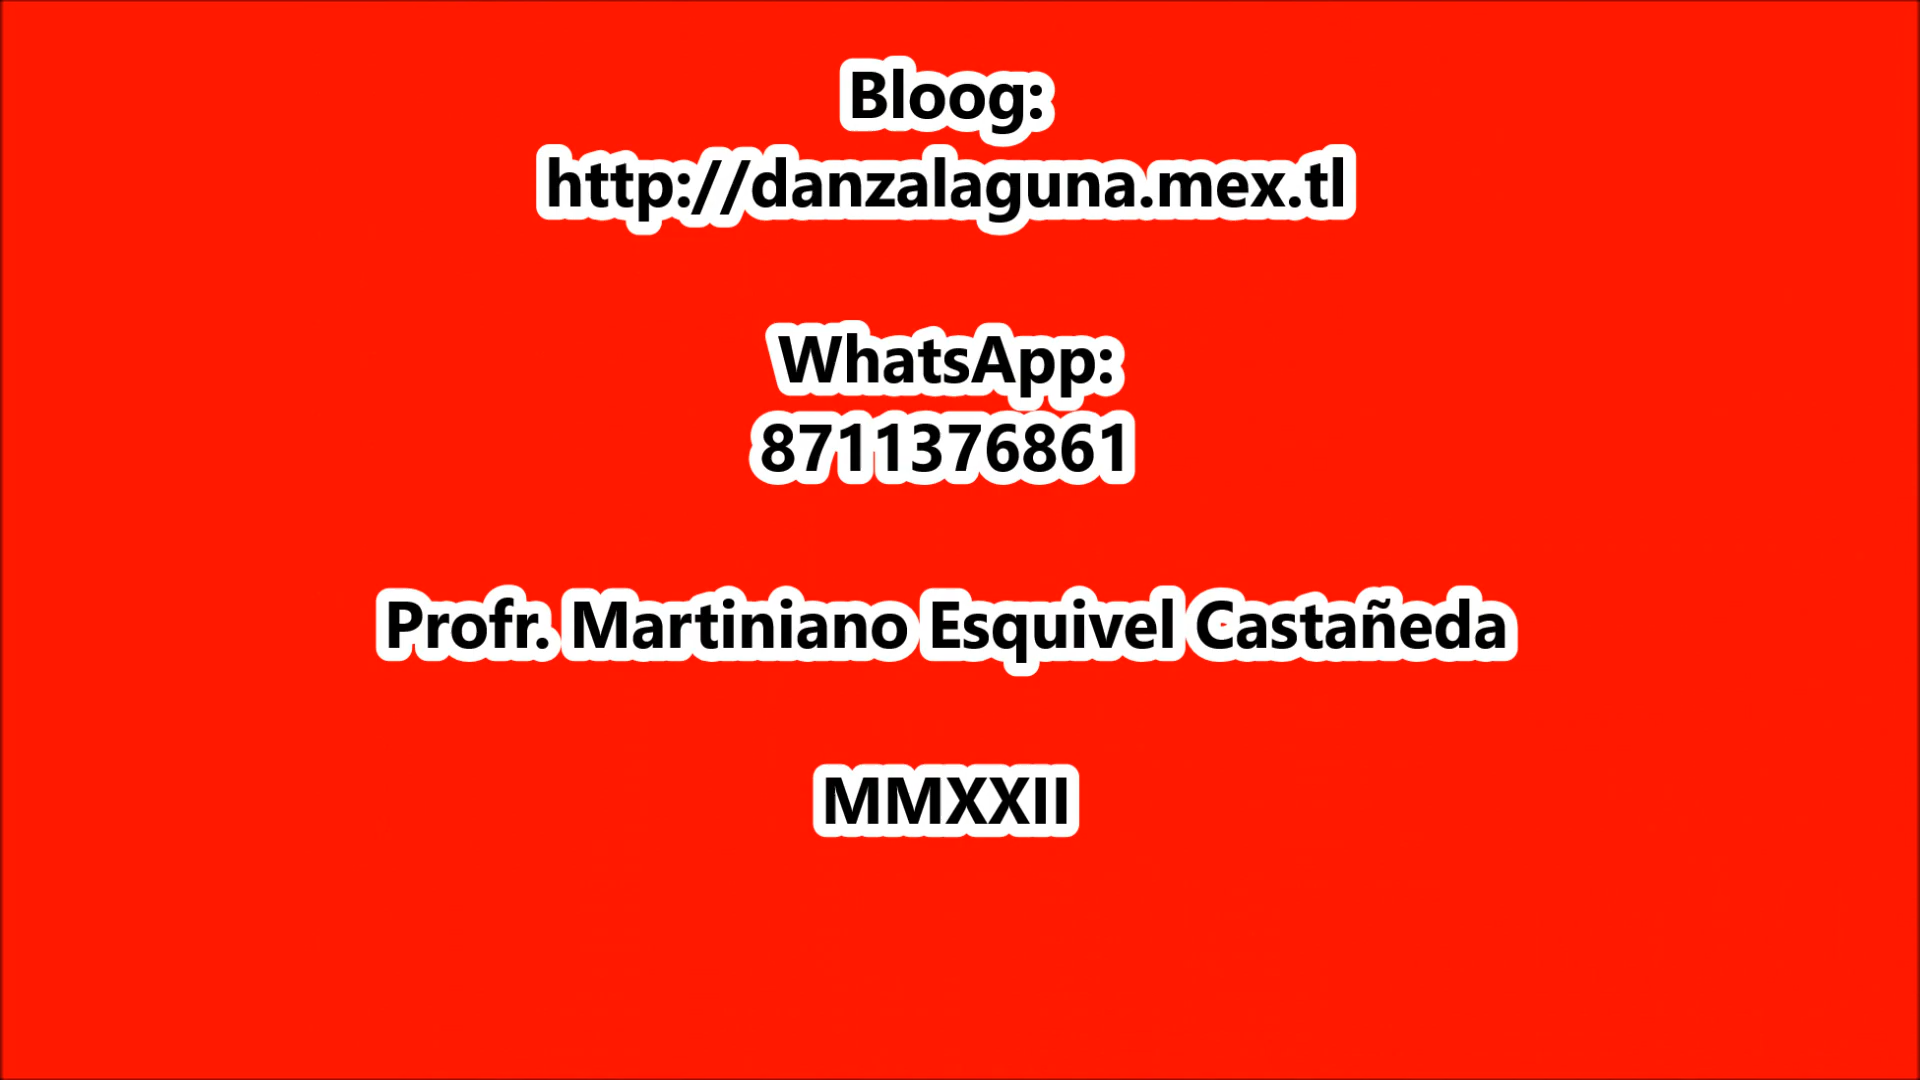 Bloog:
http://danzalaguna.mex.tl
WhatsApp:
8711376861
Profr. Martiniano Esquivel Castañeda
MMXXII